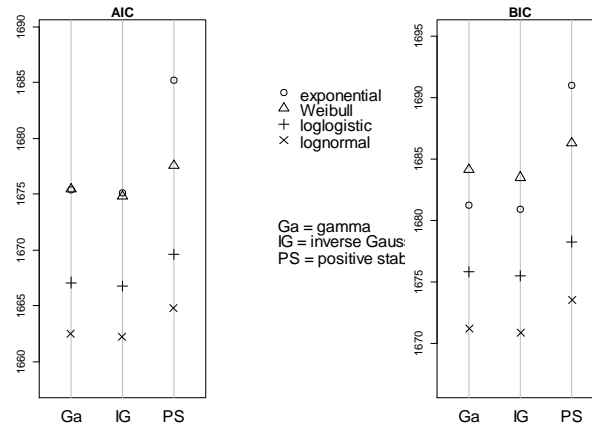 AIC
1690
1685
1680
1675
1670
1665
1660
Ga IG PS
exponential
Weibull
loglogistic
lognormal
Ga = gamma
IG = inverse Gaus
PS = positive stab
BIC
1695
1690
1685
1680
1675
1670
Ga IG PS